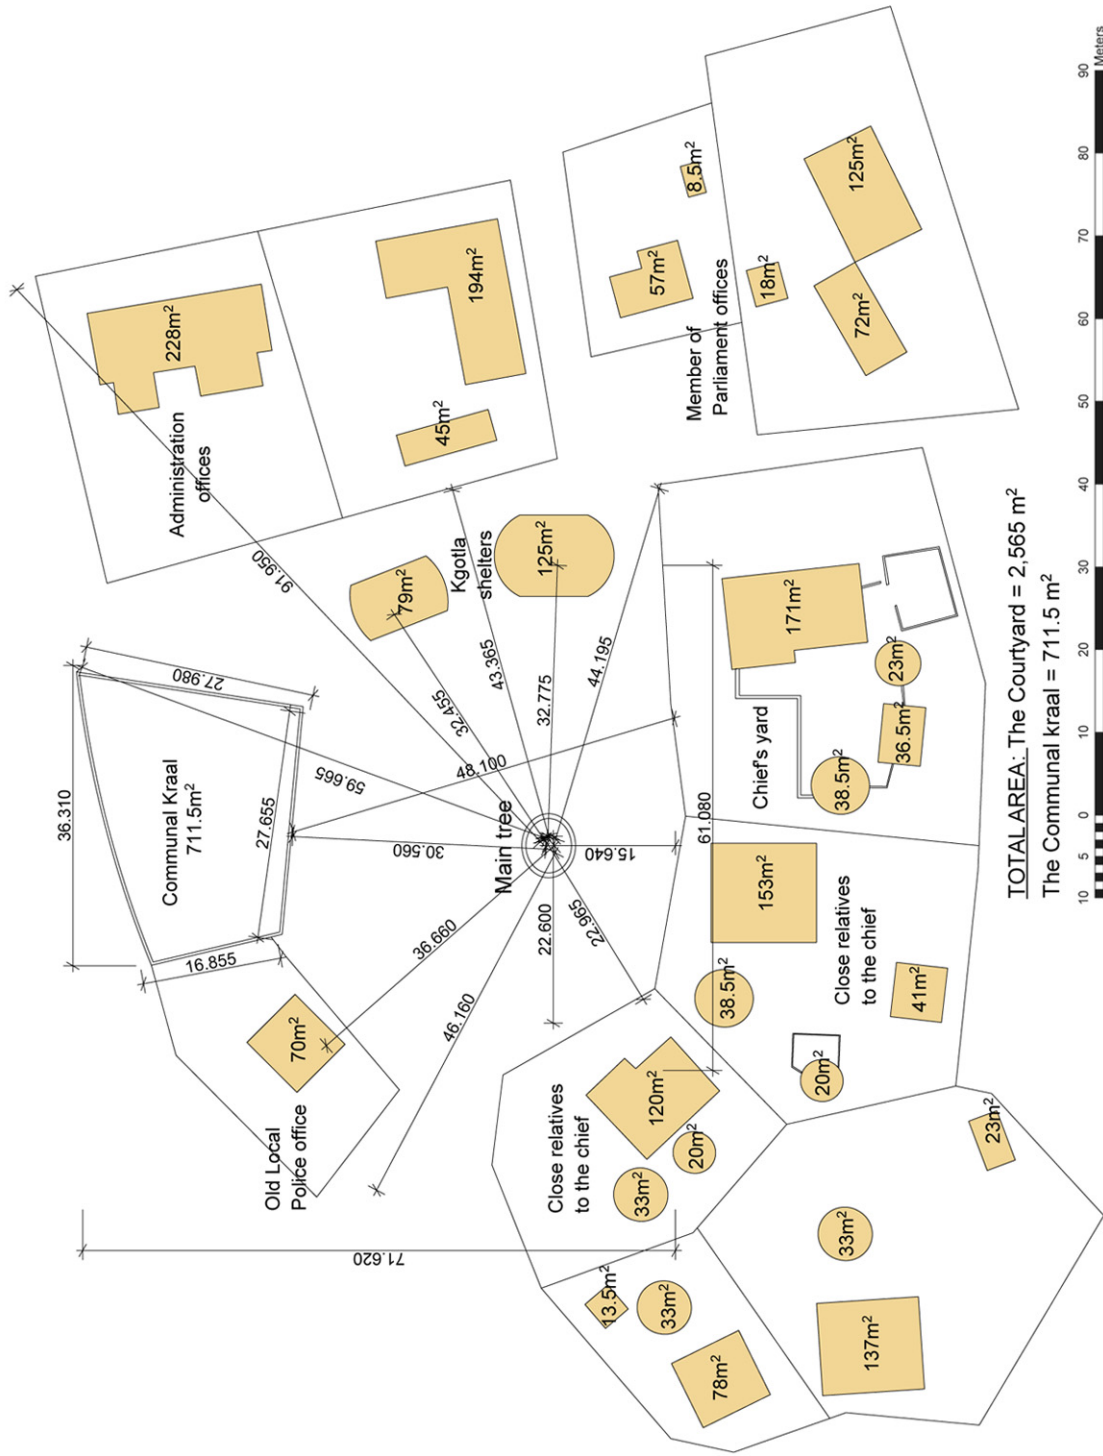 36.310
27.980
Communal Kraal
711.5m²
27.655
16.855
91.950
59.665
Administration
offices
228m²
45m²
194m²
Old Local
Police office
70m²
36.660
46.160
30.560
48.100
32.455
43.365
79m²
Kgotla
shelters
125m²
32.775
44.195
Main tree
22.600
22.965
15.640
61.080
71.620
Member of
Parliament offices
57m²
8.5m²
18m²
72m²
125m²
Chief's yard
171m²
23m²
36.5m²
38.5m²
Close relatives
to the chief
153m²
38.5m²
41m²
20m²
Close relatives
to the chief
120m²
20m²
33m²
13.5m²
33m²
78m²
137m²
33m²
23m²
TOTAL AREA: The Courtyard = 2,565 m²
The Communal kraal = 711.5 m²
10 5 0 10 20 30 40 50 60 70 80 90
Meters